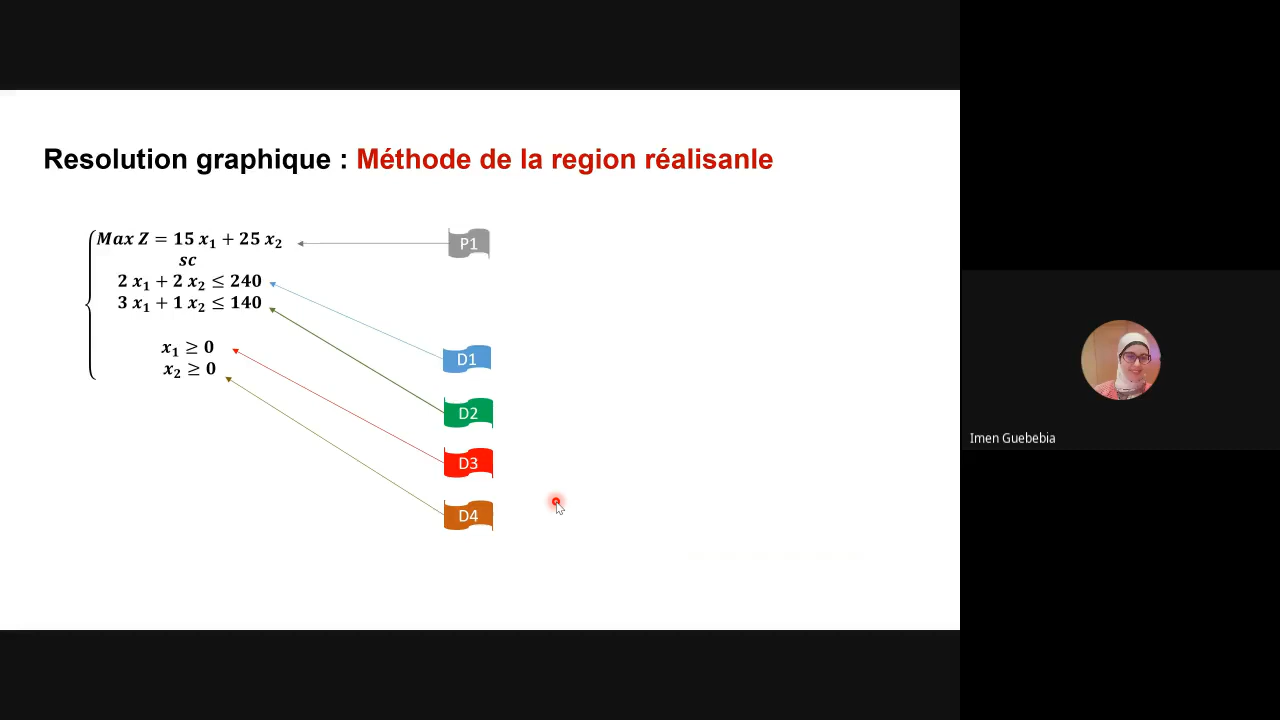 Resolution graphique : Méthode de la region réalisanle
Max Z = 15 x₁ + 25 x₂
sc
2 x₁ + 2 x₂ ≤ 240
3 x₁ + 1 x₂ ≤ 140
x₁ ≥ 0
x₂ ≥ 0
P1
D1
D2
D3
D4
Imen Guebebia